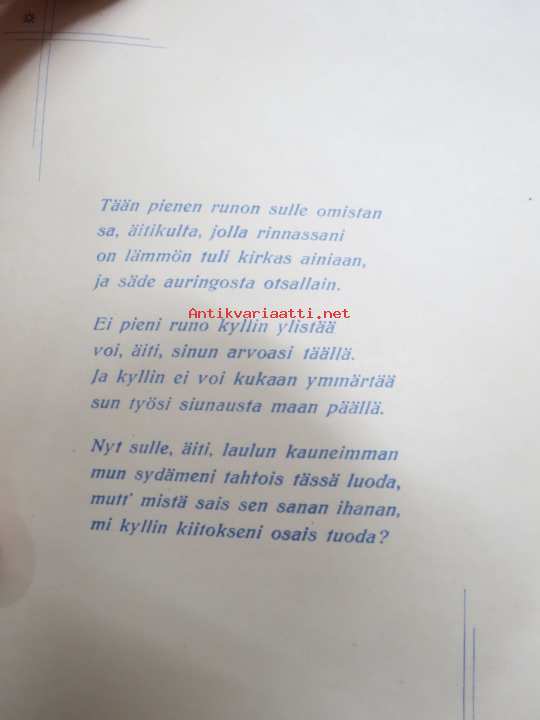 Tään pienen runon sulle omistan
sa, äitikulta, jolla rinnassani
on lämmön tuli kirkas ainiaan,
ja säde auringosta otsallain.
Antikvariaatti.net
Ei pieni runo kyllin ylistää
voi, äiti, sinun arvoasi täällä.
Ja kyllin ei voi kukaan ymmärtää
sun työsi siunausta maan päällä.
Nyt sulle, äiti, laulun kauneimman
mun sydämeni tahtois tässä luoda,
mutt' mistä sais sen sanan ihanan,
mi kyllin kiitokseni osais tuoda?